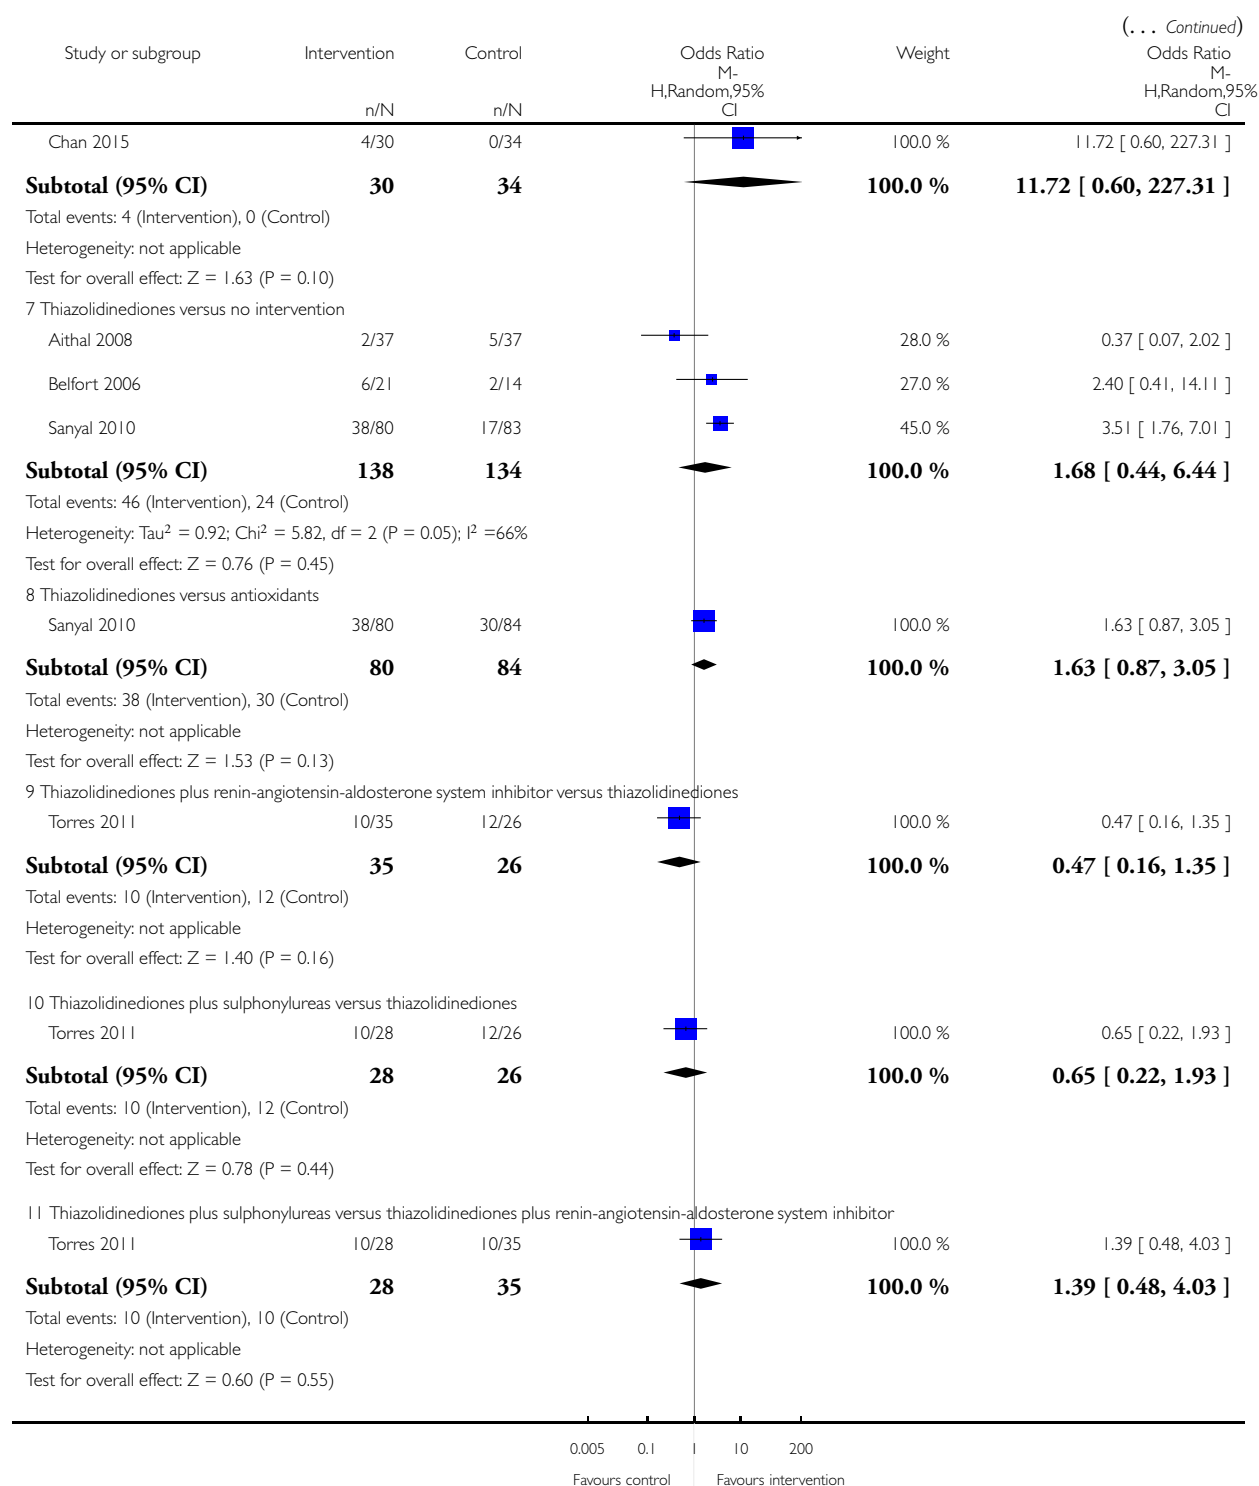 (... Continued)
Study or subgroup Intervention Control Odds Ratio Weight Odds Ratio
M- M-
H,Random,95% H,Random,95%
n/N n/N CI CI
Chan 2015 4/30 0/34 100.0 % 11.72 [ 0.60, 227.31 ]
Subtotal (95% CI) 30 34 100.0 % 11.72 [ 0.60, 227.31 ]
Total events: 4 (Intervention), 0 (Control)
Heterogeneity: not applicable
Test for overall effect: Z = 1.63 (P = 0.10)
7 Thiazolidinediones versus no intervention
Aithal 2008 2/37 5/37 28.0 % 0.37 [ 0.07, 2.02 ]
Belfort 2006 6/21 2/14 27.0 % 2.40 [ 0.41, 14.11 ]
Sanyal 2010 38/80 17/83 45.0 % 3.51 [ 1.76, 7.01 ]
Subtotal (95% CI) 138 134 100.0 % 1.68 [ 0.44, 6.44 ]
Total events: 46 (Intervention), 24 (Control)
Heterogeneity: Tau² = 0.92; Chi² = 5.82, df = 2 (P = 0.05); I² =66%
Test for overall effect: Z = 0.76 (P = 0.45)
8 Thiazolidinediones versus antioxidants
Sanyal 2010 38/80 30/84 100.0 % 1.63 [ 0.87, 3.05 ]
Subtotal (95% CI) 80 84 100.0 % 1.63 [ 0.87, 3.05 ]
Total events: 38 (Intervention), 30 (Control)
Heterogeneity: not applicable
Test for overall effect: Z = 1.53 (P = 0.13)
9 Thiazolidinediones plus renin-angiotensin-aldosterone system inhibitor versus thiazolidinediones
Torres 2011 10/35 12/26 100.0 % 0.47 [ 0.16, 1.35 ]
Subtotal (95% CI) 35 26 100.0 % 0.47 [ 0.16, 1.35 ]
Total events: 10 (Intervention), 12 (Control)
Heterogeneity: not applicable
Test for overall effect: Z = 1.40 (P = 0.16)
10 Thiazolidinediones plus sulphonylureas versus thiazolidinediones
Torres 2011 10/28 12/26 100.0 % 0.65 [ 0.22, 1.93 ]
Subtotal (95% CI) 28 26 100.0 % 0.65 [ 0.22, 1.93 ]
Total events: 10 (Intervention), 12 (Control)
Heterogeneity: not applicable
Test for overall effect: Z = 0.78 (P = 0.44)
11 Thiazolidinediones plus sulphonylureas versus thiazolidinediones plus renin-angiotensin-aldosterone system inhibitor
Torres 2011 10/28 10/35 100.0 % 1.39 [ 0.48, 4.03 ]
Subtotal (95% CI) 28 35 100.0 % 1.39 [ 0.48, 4.03 ]
Total events: 10 (Intervention), 10 (Control)
Heterogeneity: not applicable
Test for overall effect: Z = 0.60 (P = 0.55)
0.005 0.1 1 10 200
Favours control Favours intervention